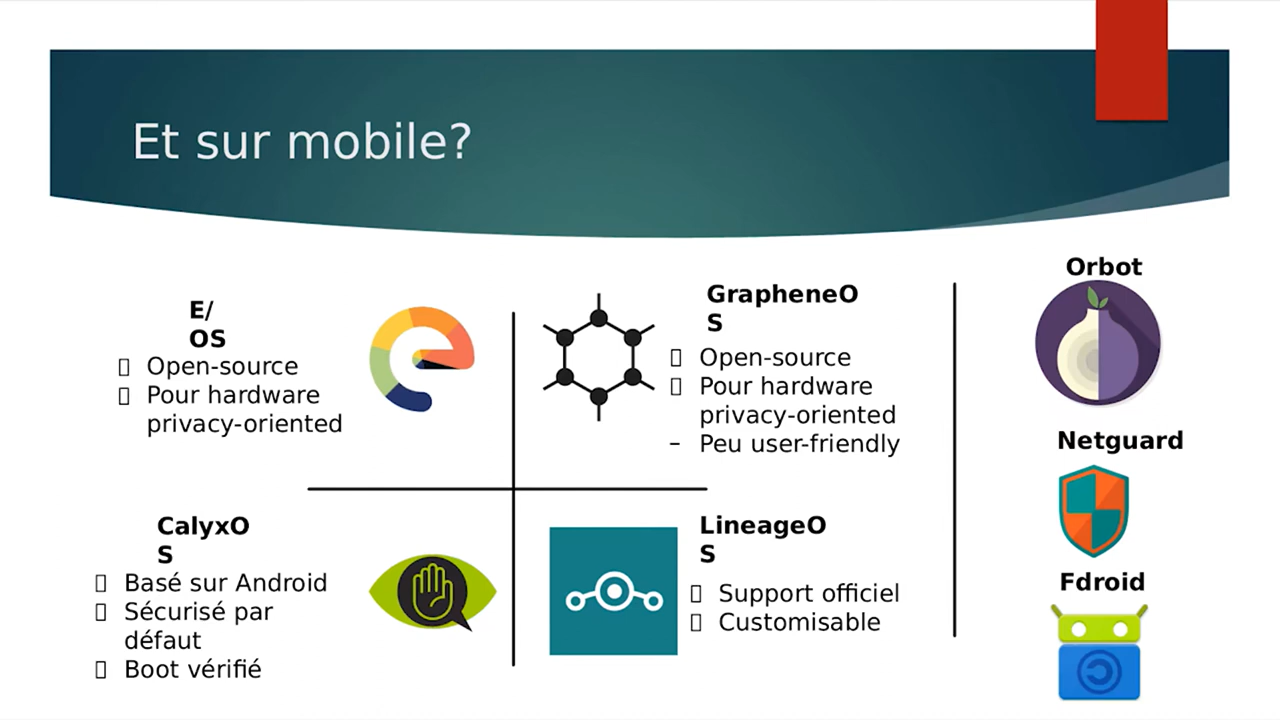 Et sur mobile?
E/
OS
Open-source
Pour hardware
privacy-oriented
GrapheneO
S
Open-source
Pour hardware
privacy-oriented
– Peu user-friendly
CalyxO
S
Basé sur Android
Sécurisé par
défaut
Boot vérifié
LineageO
S
Support officiel
Customisable
Orbot
Netguard
Fdroid